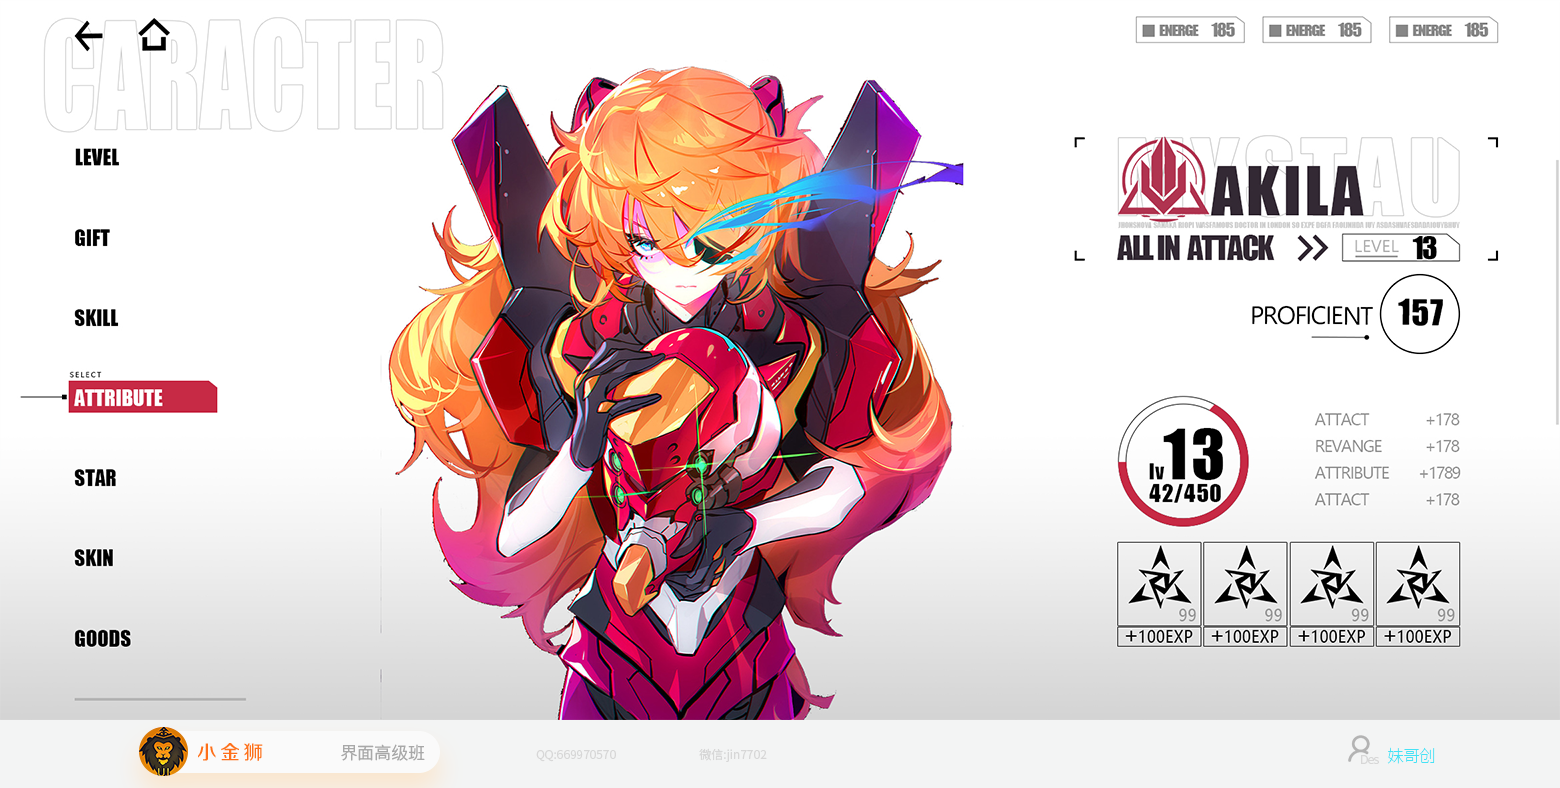 CARACTER
ENERGE 185
ENERGE 185
ENERGE 185
LEVEL
GIFT
SKILL
SELECT
ATTRIBUTE
STAR
SKIN
GOODS
AKILA
ALL IN ATTACK
LEVEL 13
PROFICIENT 157
lv 13
42/450
ATTACT +178
REVANGE +178
ATTRIBUTE +1789
ATTACT +178
99
99
99
99
+100EXP
+100EXP
+100EXP
+100EXP
小金狮
界面高级班
QQ:669970570
微信:jin7702
Des
妹哥创